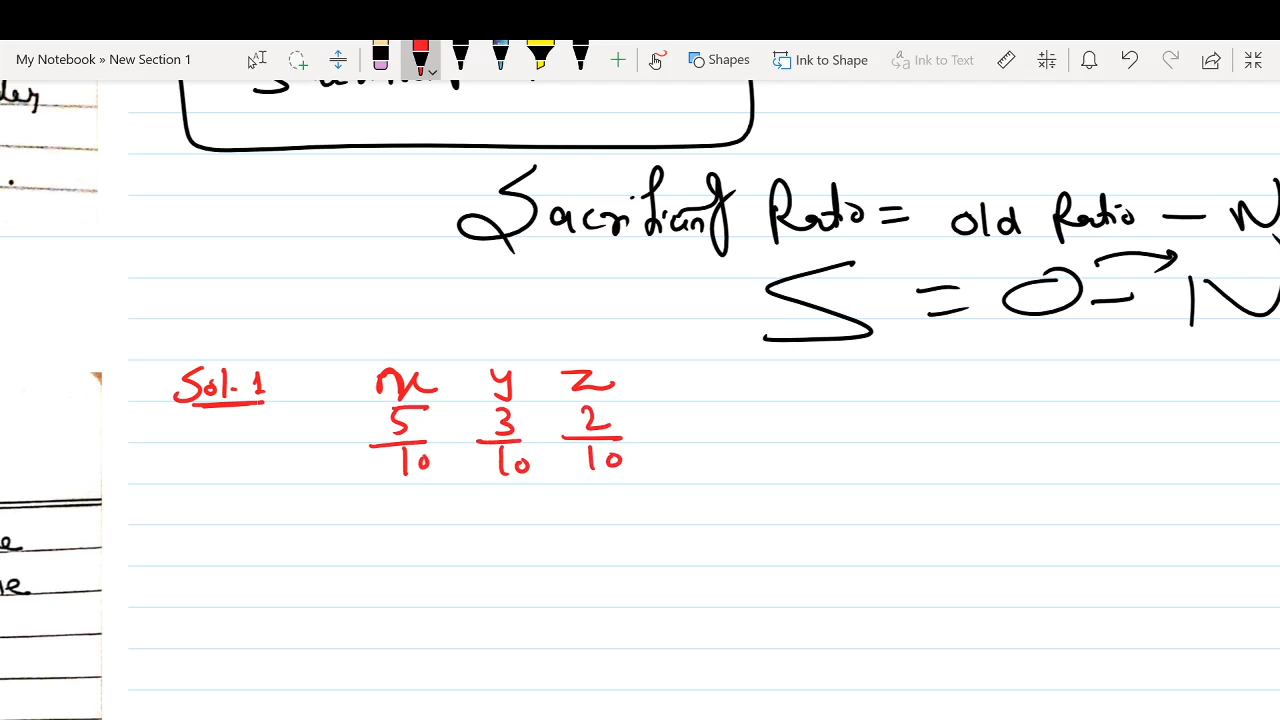 My Notebook » New Section 1
Shapes
Ink to Shape
Ink to Text
Sacrificing Ratio = old Ratio -
S = O - N
Sol. 1 x y z
5 3 2
10 10 10